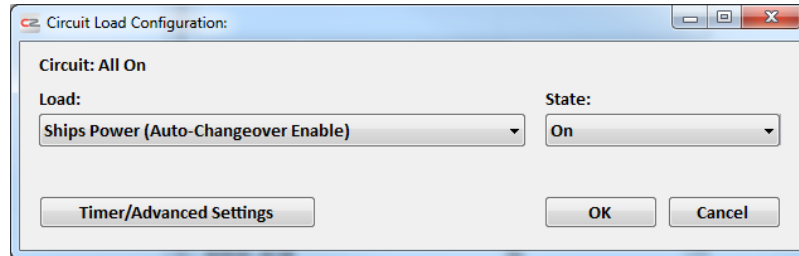 CZ Circuit Load Configuration:
Circuit: All On
Load: State:
Ships Power (Auto-Changeover Enable) On
Timer/Advanced Settings OK Cancel